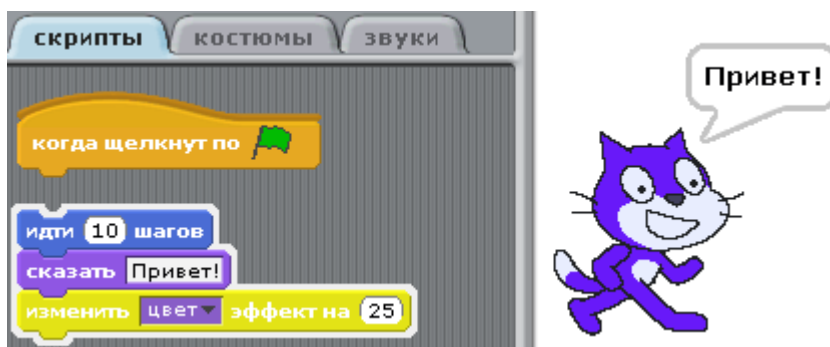 скрипты костюмы звуки
Привет!
когда щелкнут по
идти 10 шагов
сказать Привет!
изменить цвет эффект на 25